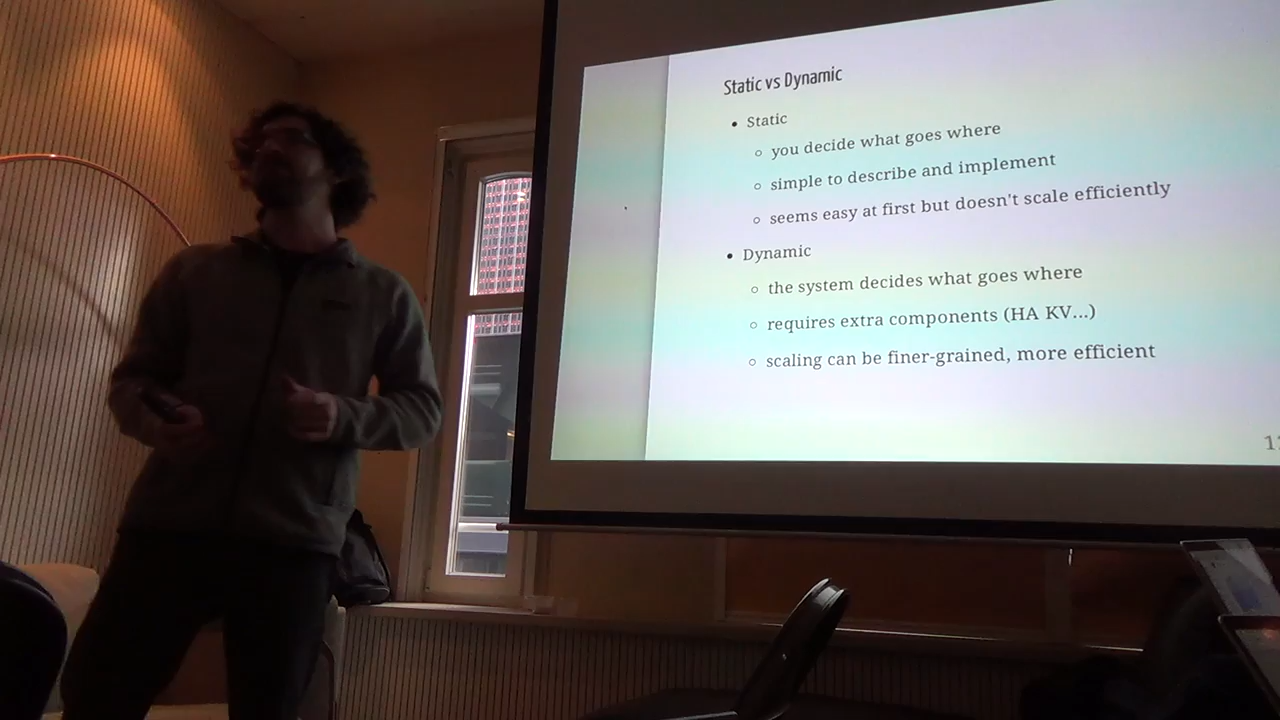 Static vs Dynamic
• Static
○ you decide what goes where
○ simple to describe and implement
○ seems easy at first but doesn't scale efficiently
• Dynamic
○ the system decides what goes where
○ requires extra components (HA KV...)
○ scaling can be finer-grained, more efficient